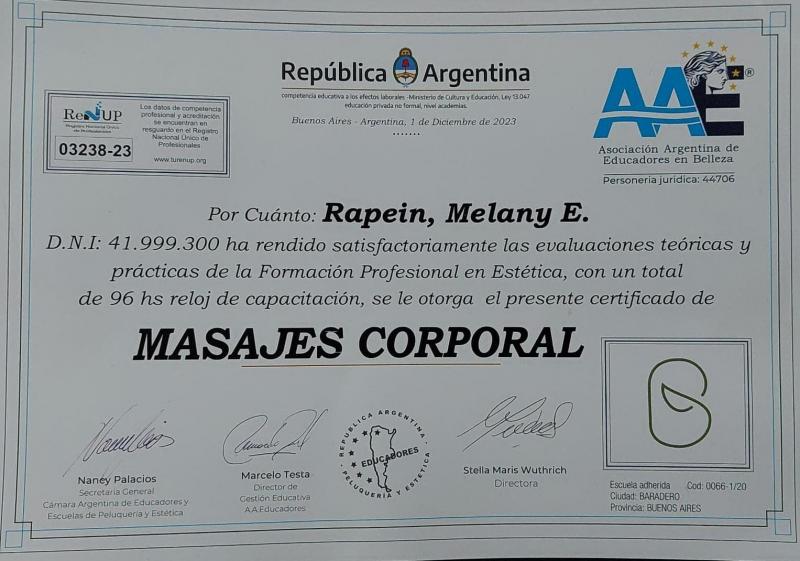 República Argentina
competencia educativa a los efectos laborales -Ministerio de Cultura y Educación, Ley 13.047
educación privada no formal, nivel academias.
Buenos Aires - Argentina, 1 de Diciembre de 2023
.......
ReNUP
Registro Nacional Único
de Profesionales
03238-23
Los datos de competencia
profesional y acreditación
se encuentran en
resguardo en el Registro
Nacional Único de
Profesionales
www.turenup.org
AAE®
Asociación Argentina de
Educadores en Belleza
Personería jurídica: 44706
Por Cuánto: Rapein, Melany E.
D.N.I: 41.999.300 ha rendido satisfactoriamente las evaluaciones teóricas y
prácticas de la Formación Profesional en Estética, con un total
de 96 hs reloj de capacitación, se le otorga el presente certificado de
MASAJES CORPORAL
Nancy Palacios
Secretaria General
Cámara Argentina de Educadores y
Escuelas de Peluquería y Estética
Marcelo Testa
Director de
Gestión Educativa
A.A.Educadores
REPUBLICA ARGENTINA
EDUCADORES
PELUQUERÍA Y ESTETICA
Stella Maris Wuthrich
Directora
Escuela adherida Cod: 0066-1/20
Ciudad: BARADERO
Provincia: BUENOS AIRES